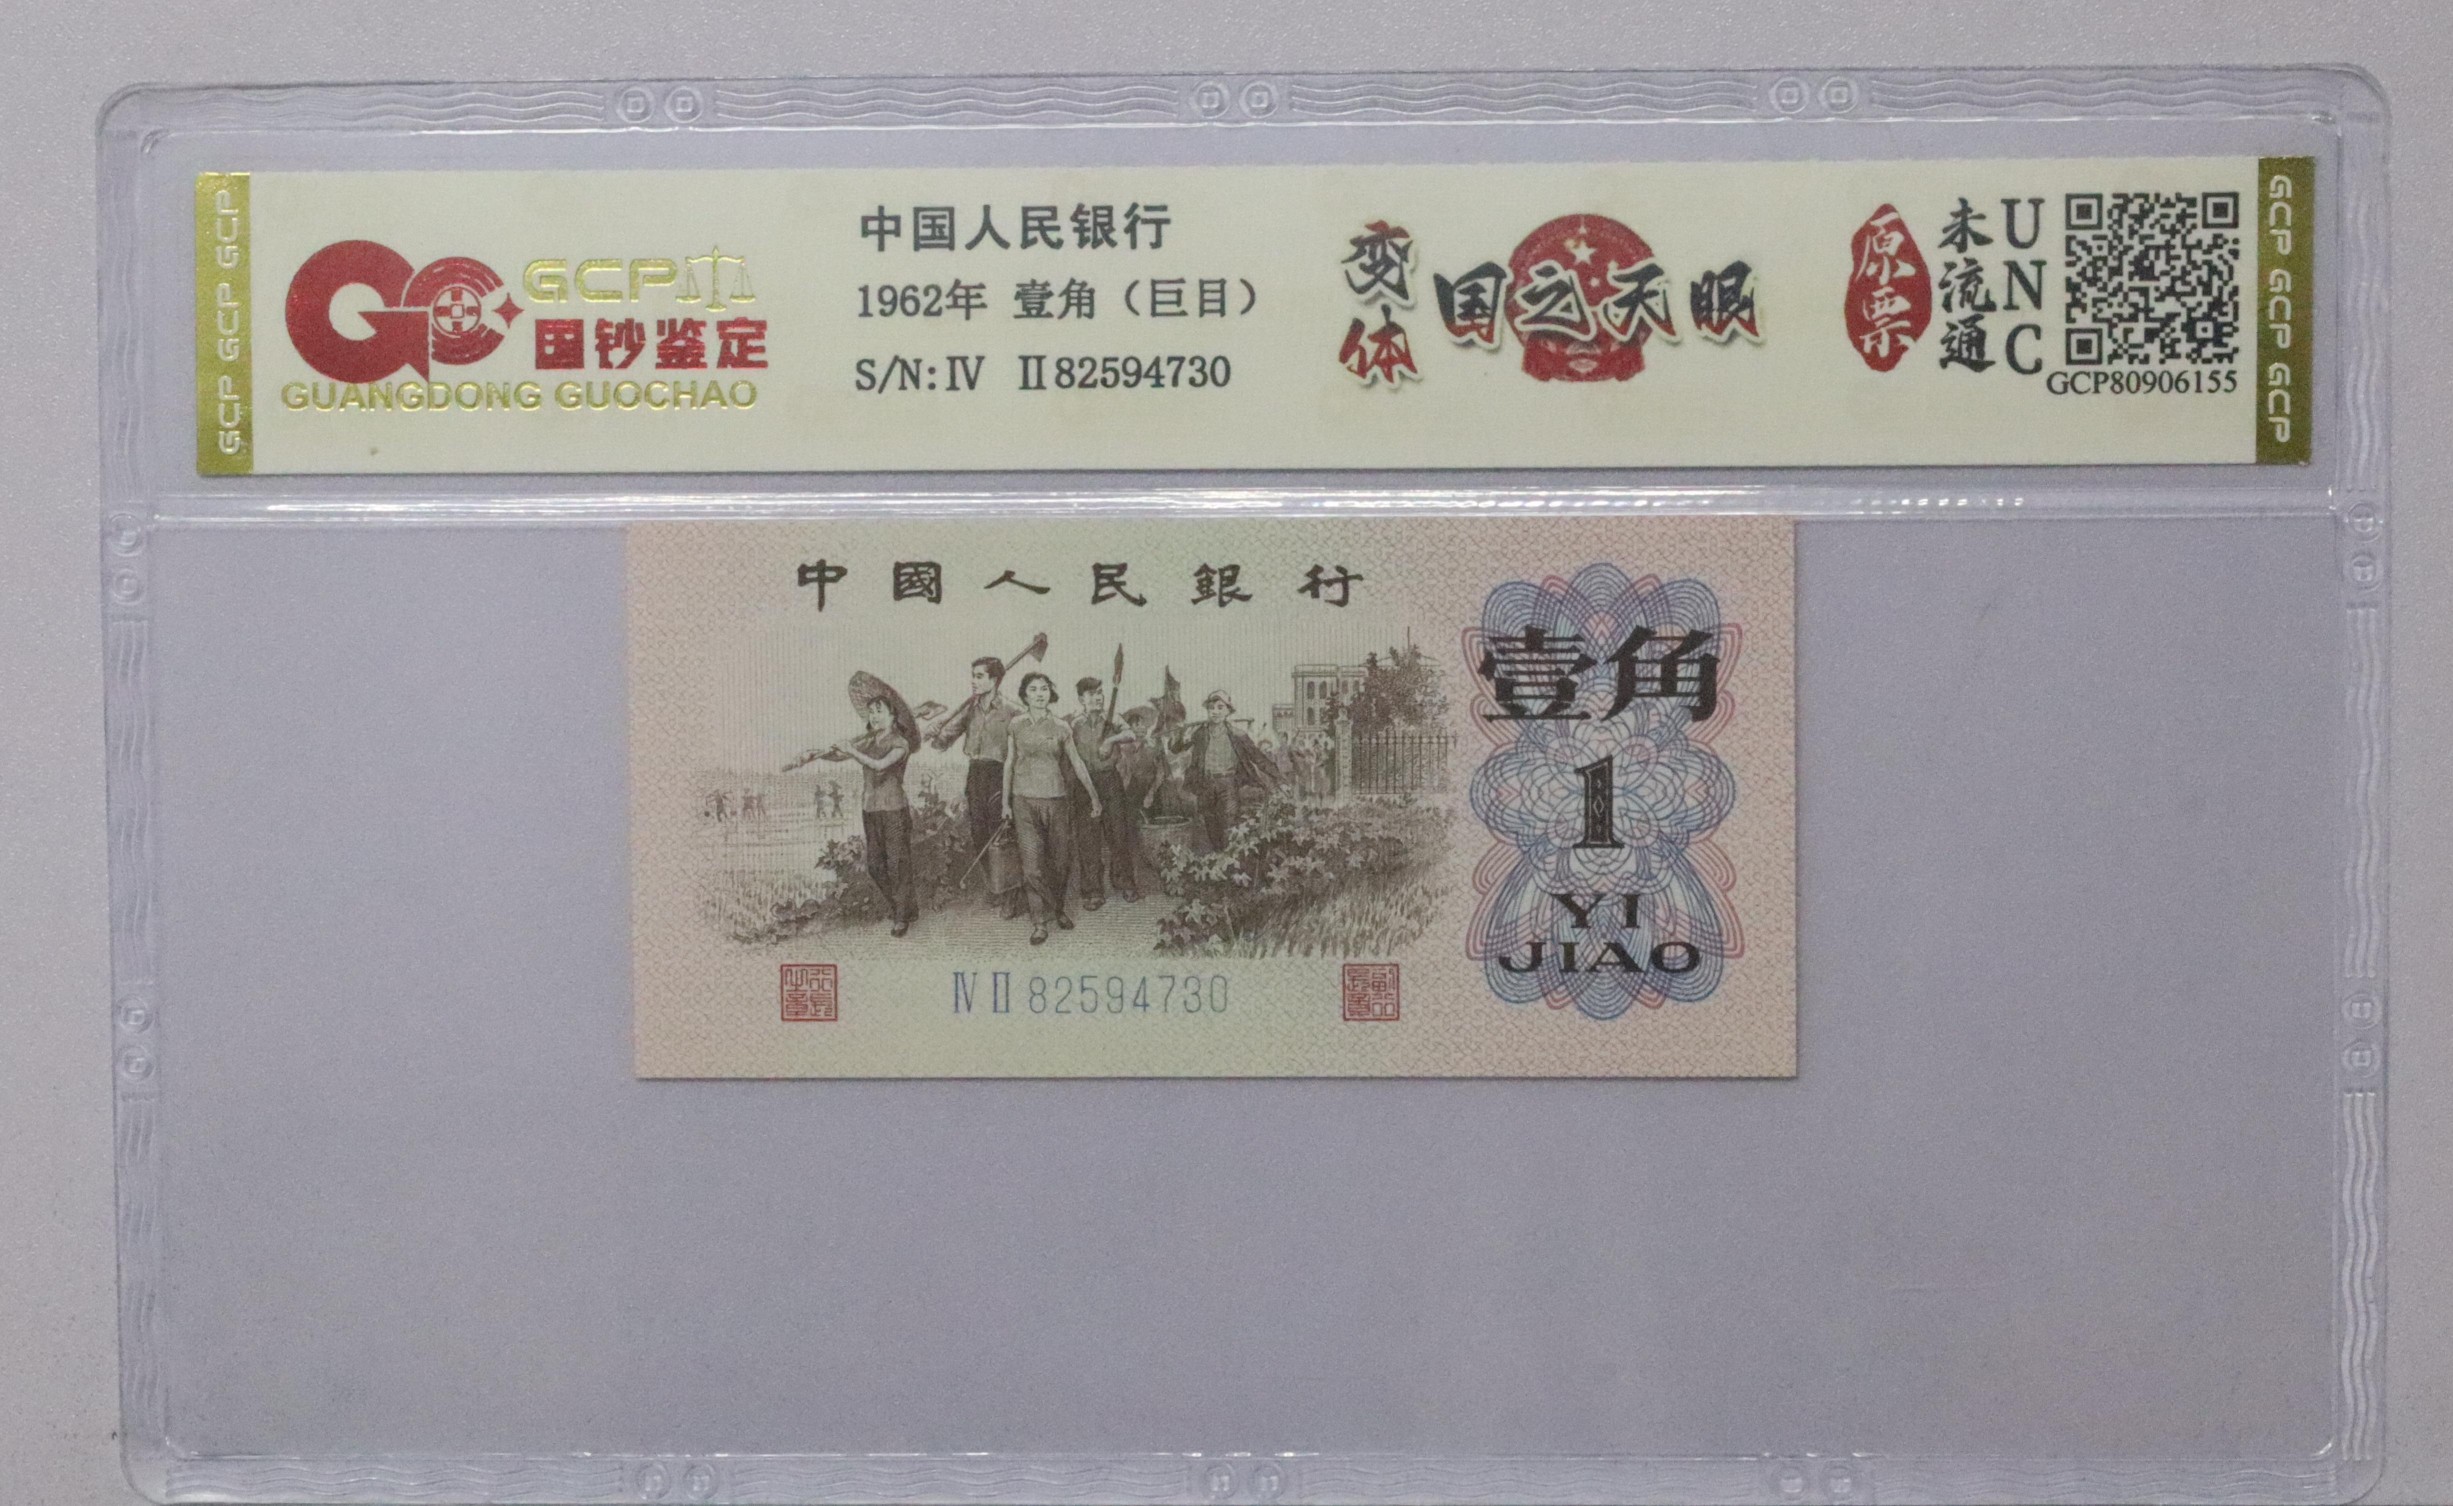 GCP GCP GCP
GCP
国钞鉴定
GUANGDONG GUOCHAO
中国人民银行
1962年 壹角（巨目）
S/N: IV II 82594730
变体
国之天眼
原票
未流通
UNC
GCP80906155
GCP GCP GCP
中國人民銀行
壹角
1
YI
JIAO
IV II 82594730